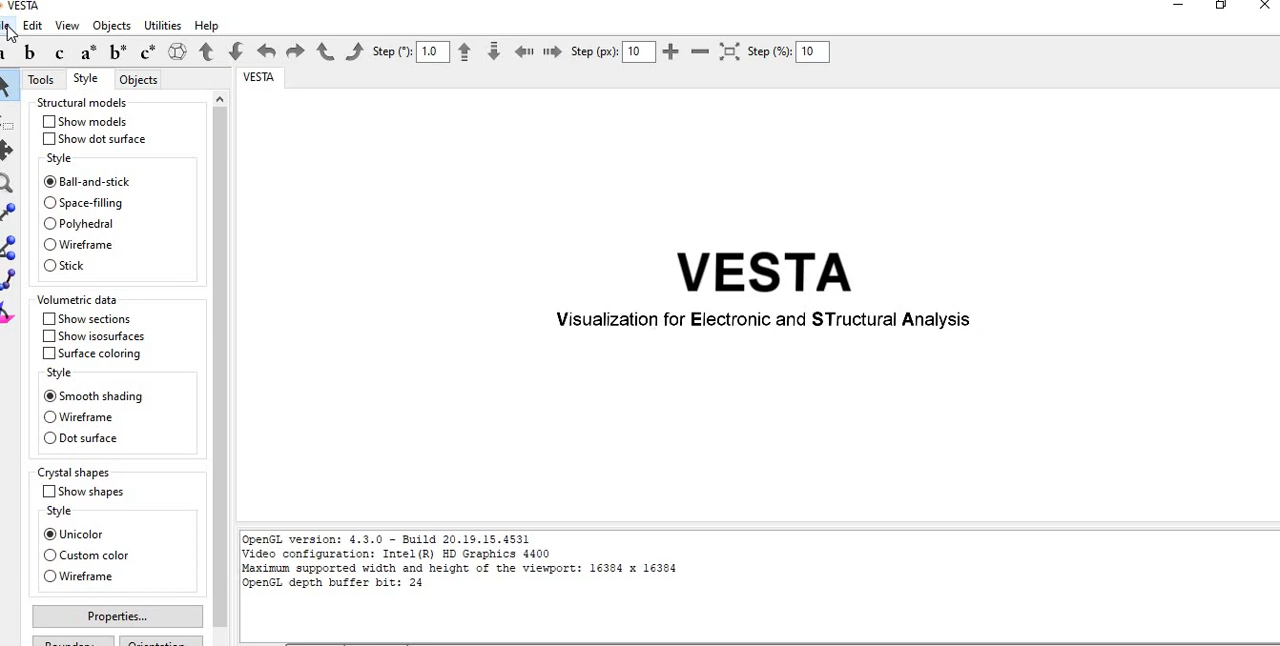 VESTA
Edit View Objects Utilities Help
a b c a* b* c* Step (°): 1.0 Step (px): 10 Step (%): 10
Tools Style Objects
VESTA
Structural models
Show models
Show dot surface
Style
Ball-and-stick
Space-filling
Polyhedral
Wireframe
Stick
Volumetric data
Show sections
Show isosurfaces
Surface coloring
Style
Smooth shading
Wireframe
Dot surface
Crystal shapes
Show shapes
Style
Unicolor
Custom color
Wireframe
Properties...
VESTA
Visualization for Electronic and STructural Analysis
OpenGL version: 4.3.0 - Build 20.19.15.4531
Video configuration: Intel(R) HD Graphics 4400
Maximum supported width and height of the viewport: 16384 x 16384
OpenGL depth buffer bit: 24